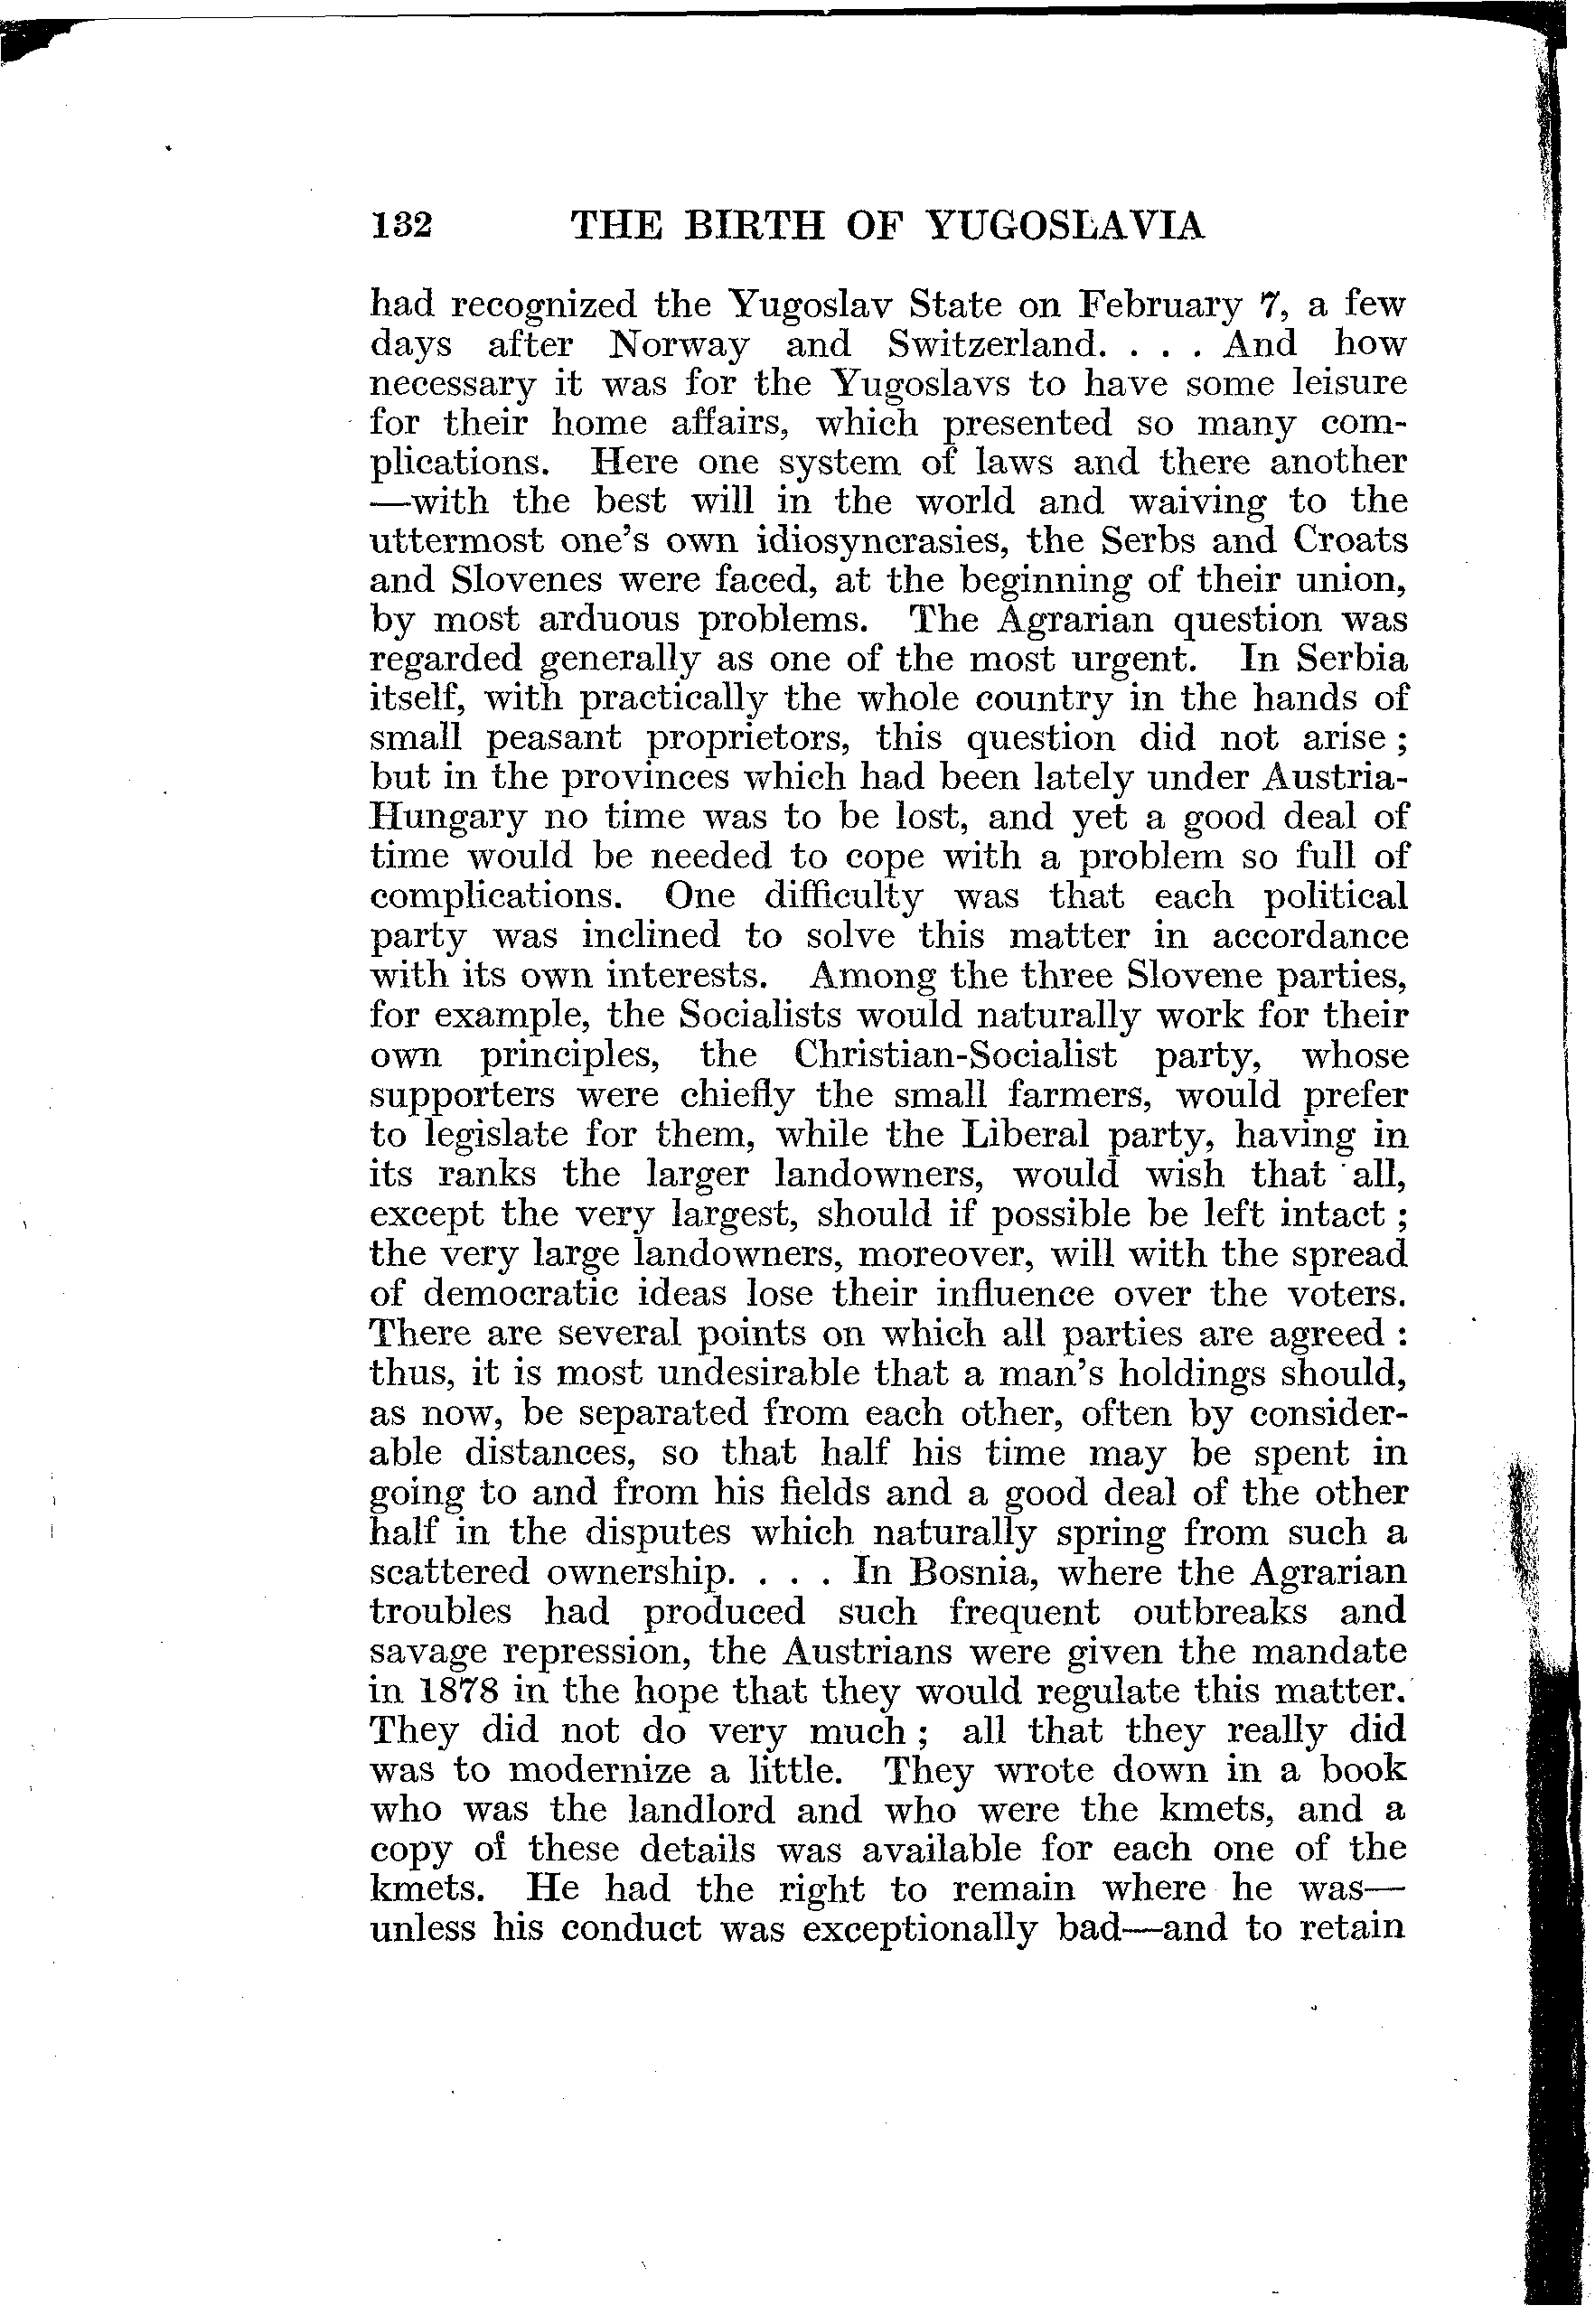 132 THE BIRTH OF YUGOSLAVIA
had recognized the Yugoslav State on February 7, a few
days after Norway and Switzerland. . . . And how
necessary it was for the Yugoslavs to have some leisure
for their home affairs, which presented so many com-
plications. Here one system of laws and there another
—with the best will in the world and waiving to the
uttermost one's own idiosyncrasies, the Serbs and Croats
and Slovenes were faced, at the beginning of their union,
by most arduous problems. The Agrarian question was
regarded generally as one of the most urgent. In Serbia
itself, with practically the whole country in the hands of
small peasant proprietors, this question did not arise ;
but in the provinces which had been lately under Austria-
Hungary no time was to be lost, and yet a good deal of
time would be needed to cope with a problem so full of
complications. One difficulty was that each political
party was inclined to solve this matter in accordance
with its own interests. Among the three Slovene parties,
for example, the Socialists would naturally work for their
own principles, the Christian-Socialist party, whose
supporters were chiefly the small farmers, would prefer
to legislate for them, while the Liberal party, having in
its ranks the larger landowners, would wish that all,
except the very largest, should if possible be left intact ;
the very large landowners, moreover, will with the spread
of democratic ideas lose their influence over the voters.
There are several points on which all parties are agreed :
thus, it is most undesirable that a man's holdings should,
as now, be separated from each other, often by consider-
able distances, so that half his time may be spent in
going to and from his fields and a good deal of the other
half in the disputes which naturally spring from such a
scattered ownership. . . . In Bosnia, where the Agrarian
troubles had produced such frequent outbreaks and
savage repression, the Austrians were given the mandate
in 1878 in the hope that they would regulate this matter.
They did not do very much ; all that they really did
was to modernize a little. They wrote down in a book
who was the landlord and who were the kmets, and a
copy of these details was available for each one of the
kmets. He had the right to remain where he was—
unless his conduct was exceptionally bad—and to retain